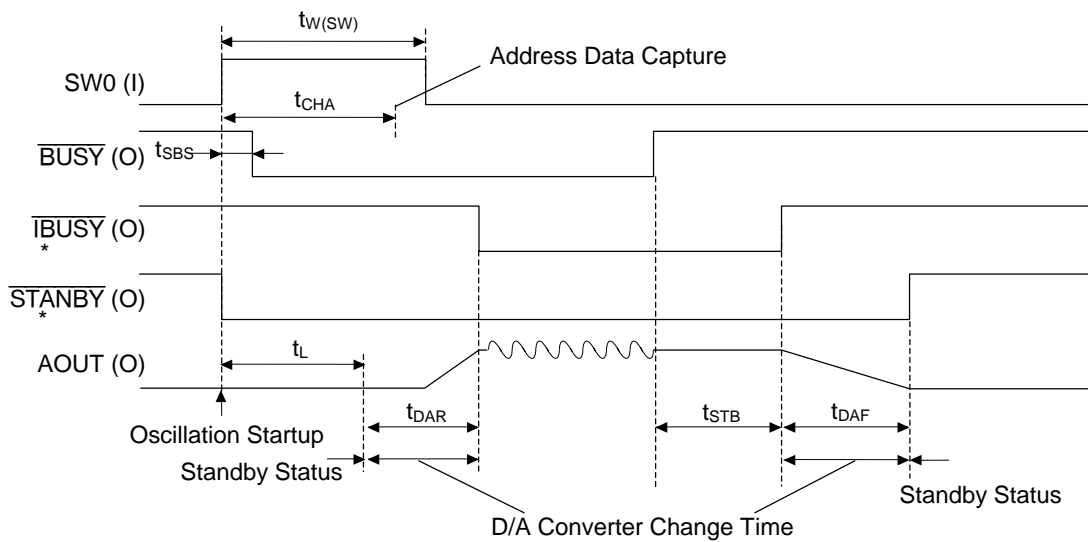 tW(SW)
Address Data Capture
SW0 (I)
tCHA
BUSY (O)
tSBS
IBUSY (O)
*
STANBY (O)
*
AOUT (O)
tL
tDAR
tSTB
tDAF
Oscillation Startup
Standby Status
Standby Status
D/A Converter Change Time